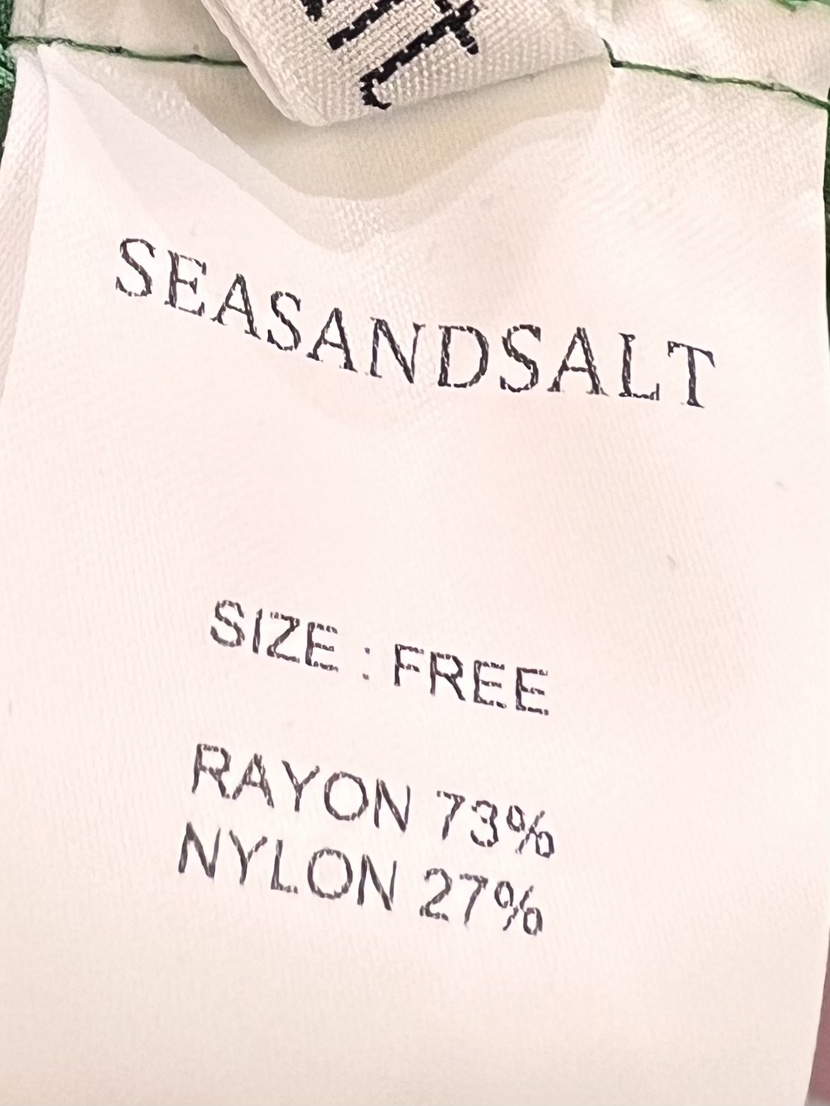 SEASANDSALT
SIZE : FREE
RAYON 73%
NYLON 27%